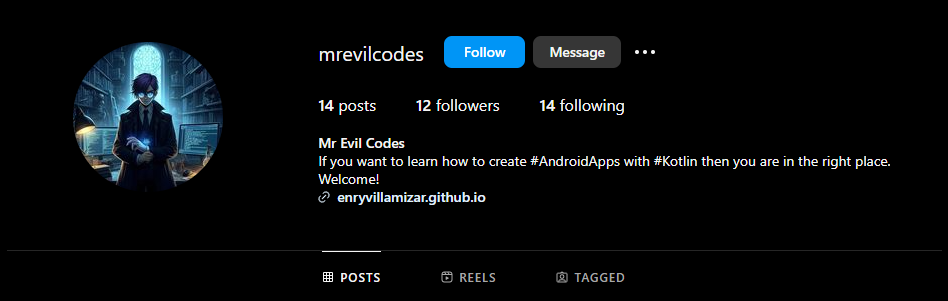 mrevilcodes Follow Message
14 posts 12 followers 14 following
Mr Evil Codes
If you want to learn how to create #AndroidApps with #Kotlin then you are in the right place.
Welcome!
enryvillamizar.github.io
POSTS REELS TAGGED